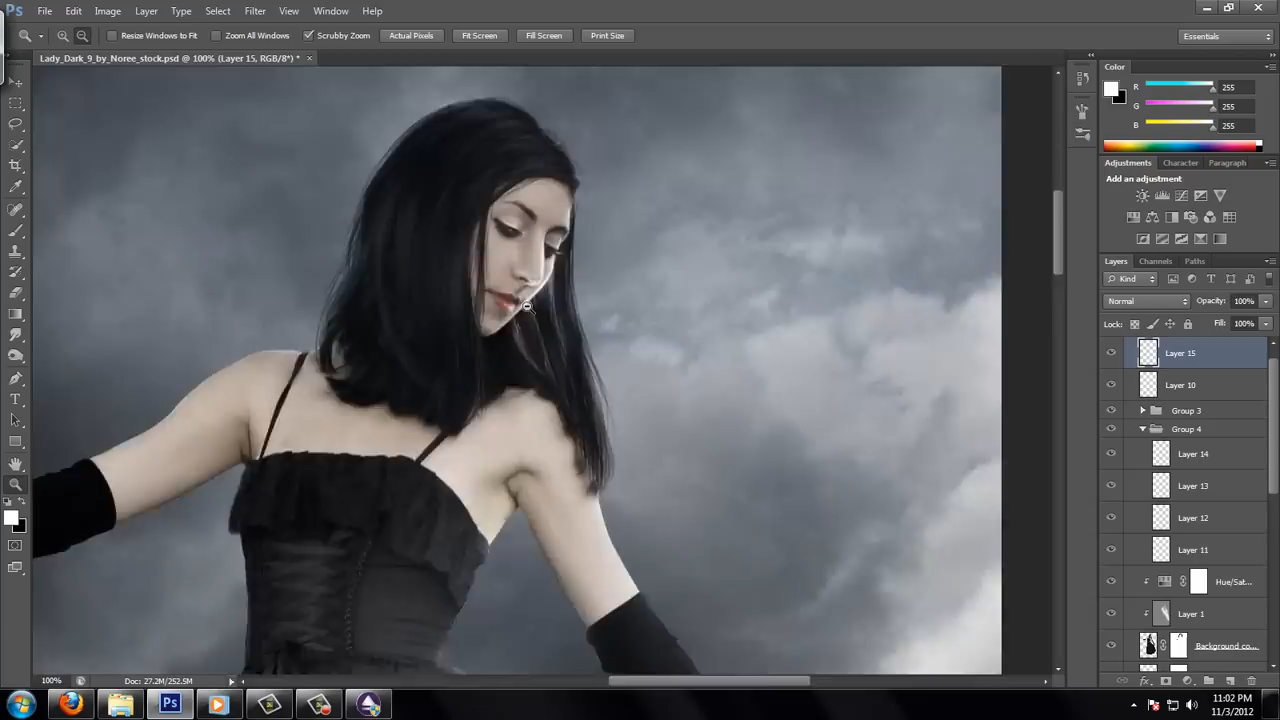 Ps File Edit Image Layer Type Select Filter View Window Help
Resize Windows to Fit Zoom All Windows Scrubby Zoom Actual Pixels Fit Screen Fill Screen Print Size Essentials
Lady_Dark_9_by_Noree_stock.psd @ 100% (Layer 15, RGB/8*) *
Color
R 255
G 255
B 255
Adjustments Character Paragraph
Add an adjustment
Layers Channels Paths
Kind
Normal Opacity: 100%
Lock: Fill: 100%
Layer 15
Layer 10
Group 3
Group 4
Layer 14
Layer 13
Layer 12
Layer 11
Hue/Sat...
Layer 1
Background co...
100% Doc: 27.2M/252.5M
Ps
11:02 PM
11/3/2012